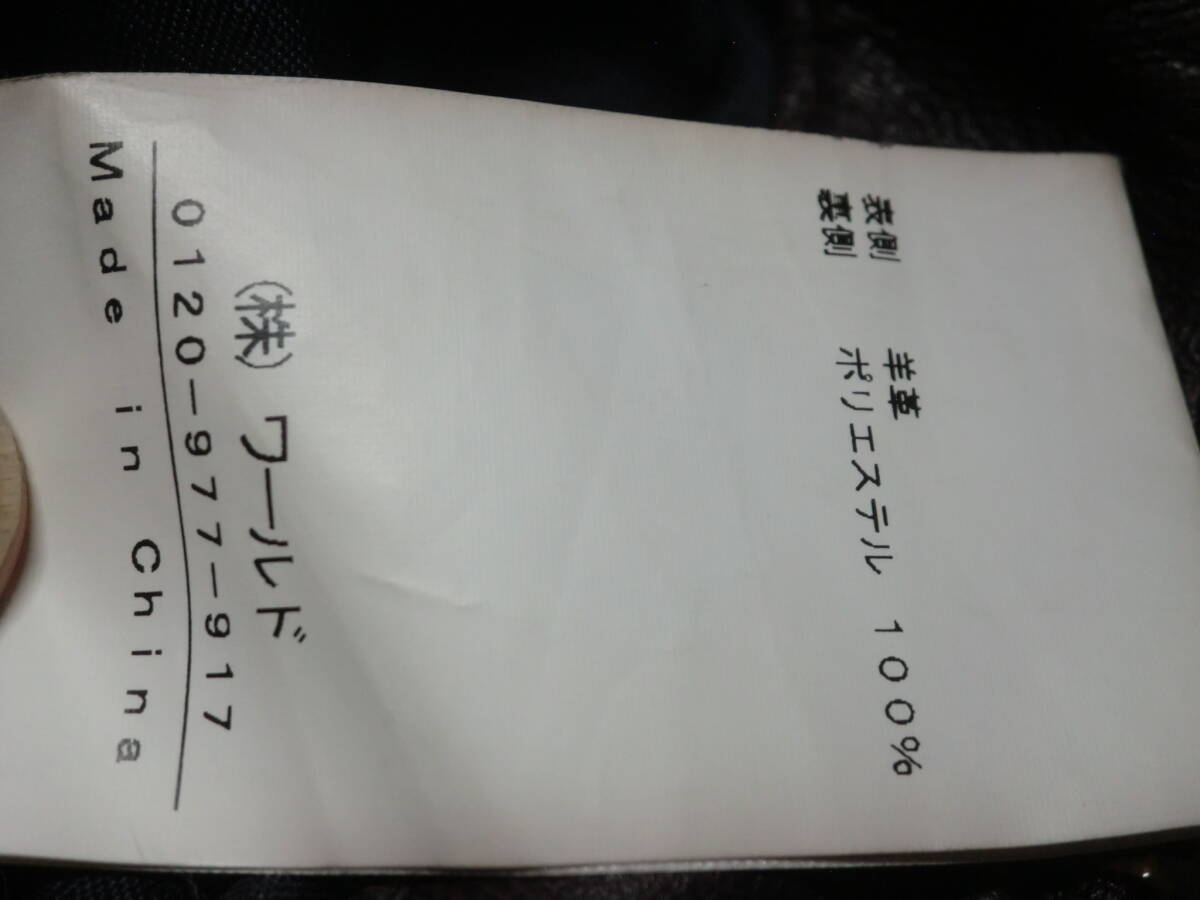 表側 羊革
裏側 ポリエステル 100%
(株) ワールド
0120-977-917
Made in China